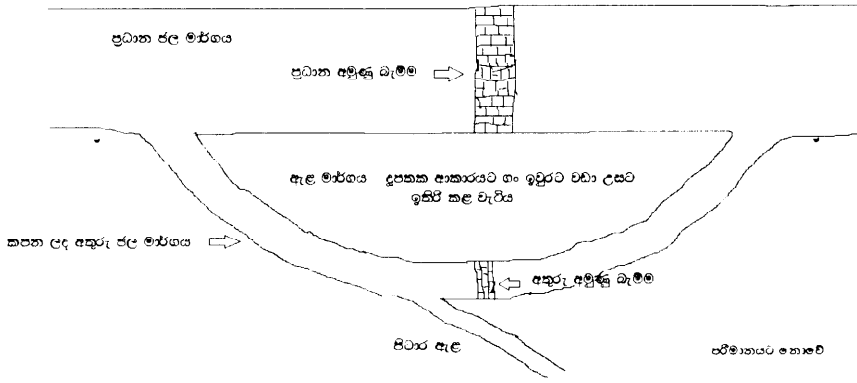 ප්‍රධාන ජල මාර්ගය
ප්‍රධාන අමුණු බැම්ම
ඇළ මාර්ගය දූපතක ආකාරයට ගං ඉවුරට වඩා උසට
ඉතිරි කළ වැටිය
කපන ලද අතුරු ජල මාර්ගය
අතුරු අමුණු බැම්ම
පිටාර ඇළ
පරිමානයට නොවේ